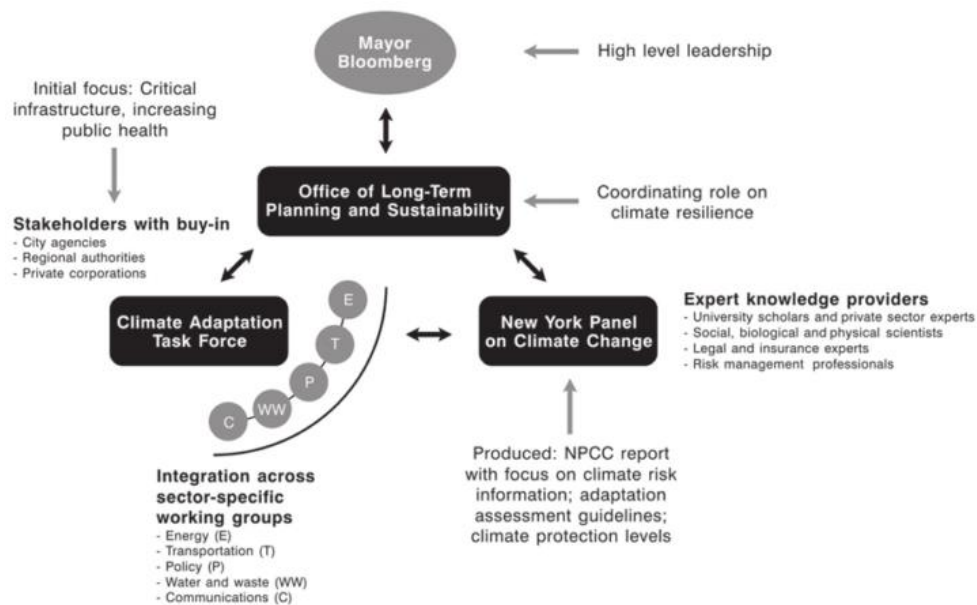 Mayor
Bloomberg
High level leadership
Initial focus: Critical
infrastructure, increasing
public health
Office of Long-Term
Planning and Sustainability
Coordinating role on
climate resilience
Stakeholders with buy-in
- City agencies
- Regional authorities
- Private corporations
Climate Adaptation
Task Force
E
T
P
WW
C
New York Panel
on Climate Change
Expert knowledge providers
- University scholars and private sector experts
- Social, biological and physical scientists
- Legal and insurance experts
- Risk management professionals
Integration across
sector-specific
working groups
- Energy (E)
- Transportation (T)
- Policy (P)
- Water and waste (WW)
- Communications (C)
Produced: NPCC report
with focus on climate risk
information; adaptation
assessment guidelines;
climate protection levels